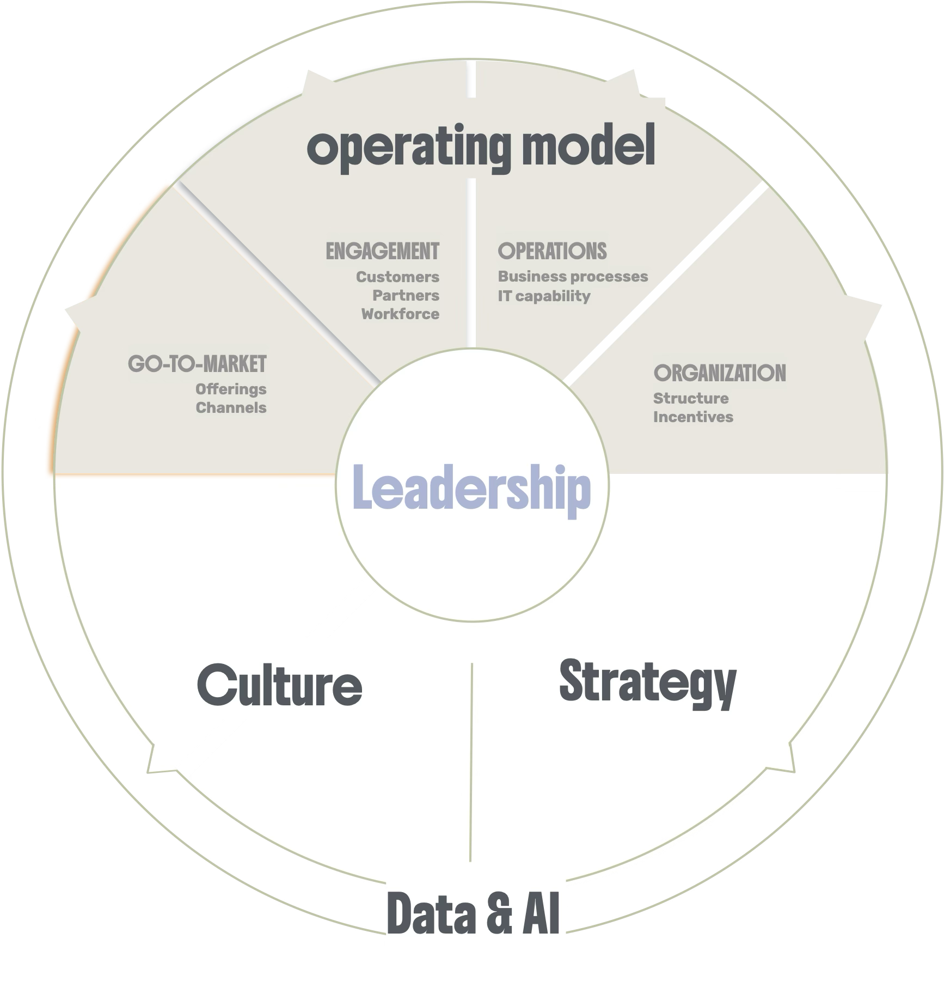 operating model
ENGAGEMENT
Customers
Partners
Workforce
OPERATIONS
Business processes
IT capability
GO-TO-MARKET
Offerings
Channels
ORGANIZATION
Structure
Incentives
Leadership
Culture
Strategy
Data & AI